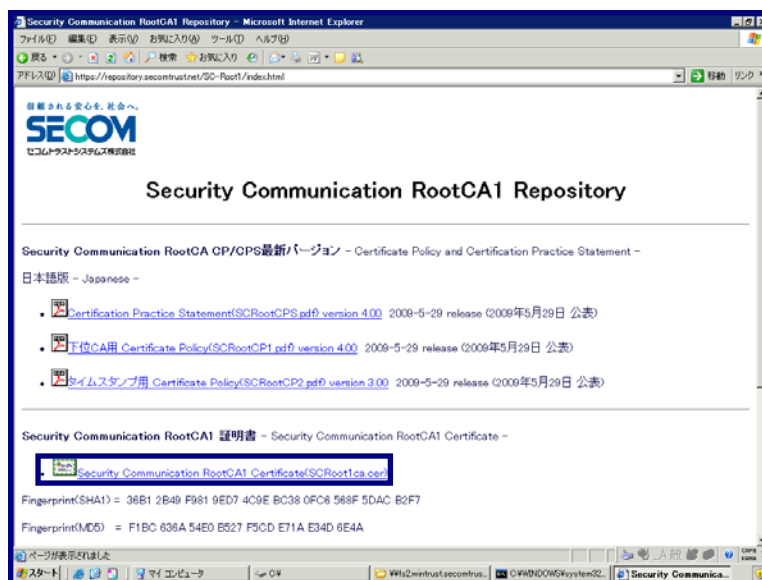 Security Communication RootCA1 Repository - Microsoft Internet Explorer
ファイル(F) 編集(E) 表示(V) お気に入り(A) ツール(T) ヘルプ(H)
戻る 検索 お気に入り
アドレス(D) https://repository.secomtrust.net/SC-Root1/index.html 移動 リンク
信頼される安心を、社会へ。
SECOM
セコムトラストシステムズ株式会社
Security Communication RootCA1 Repository
Security Communication RootCA CP/CPS最新バージョン - Certificate Policy and Certification Practice Statement -
日本語版 - Japanese -
Certification Practice Statement(SCRootCPS.pdf) version 4.00 2009-5-29 release (2009年5月29日 公表)
下位CA用 Certificate Policy(SCRootCP1.pdf) version 4.00 2009-5-29 release (2009年5月29日 公表)
タイムスタンプ用 Certificate Policy(SCRootCP2.pdf) version 3.00 2009-5-29 release (2009年5月29日 公表)
Security Communication RootCA1 証明書 - Security Communication RootCA1 Certificate -
Security Communication RootCA1 Certificate(SCRoot1ca.cer)
Fingerprint(SHA1) = 36B1 2B49 F981 9ED7 4C9E BC38 0FC6 568F 5DAC B2F7
Fingerprint(MD5) = F1BC 636A 54E0 B527 F5CD E71A E34D 6E4A
ページが表示されました
A 般 CAPS KANA
スタート マイ コンピュータ C:¥ ¥¥fs2wintrust.secomtrus... C:¥WINDOWS¥system32... Security Communica...